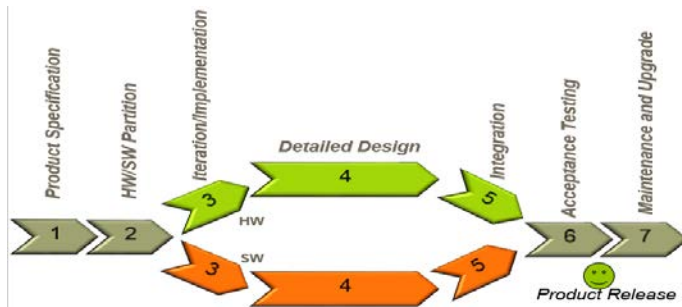 Product Specification
HW/SW Partition
Iteration/Implementation
Detailed Design
Integration
Acceptance Testing
Maintenance and Upgrade
1
2
3
HW
4
5
SW
3
4
5
6
7
Product Release